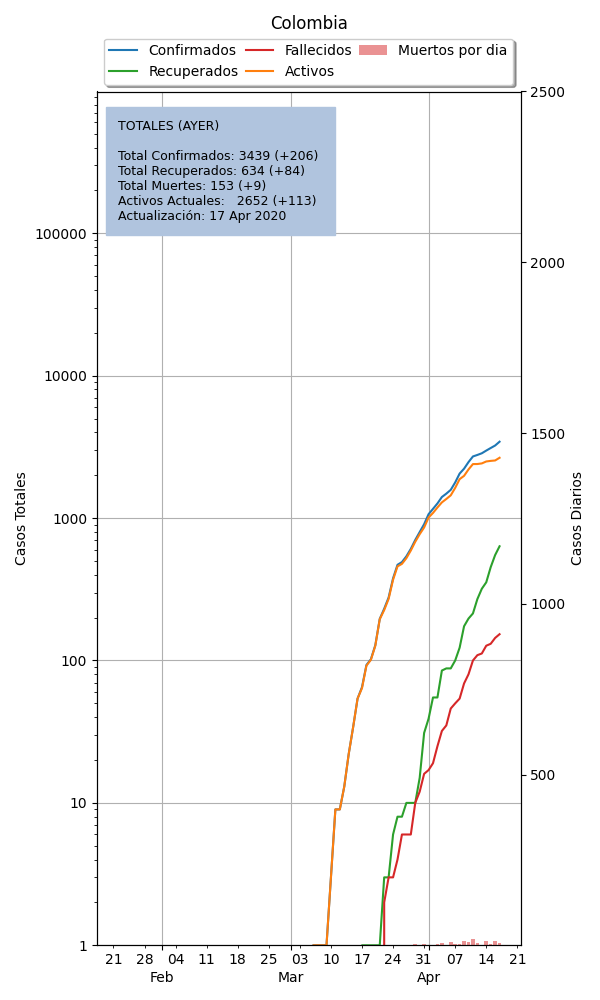 Colombia
Confirmados
Recuperados
Fallecidos
Activos
Muertos por dia
TOTALES (AYER)
Total Confirmados: 3439 (+206)
Total Recuperados: 634 (+84)
Total Muertes: 153 (+9)
Activos Actuales: 2652 (+113)
Actualización: 17 Apr 2020
Casos Totales
100000
10000
1000
100
10
1
2500
2000
1500
1000
500
Casos Diarios
21 28 04 11 18 25 03 10 17 24 31 07 14 21
Feb Mar Apr